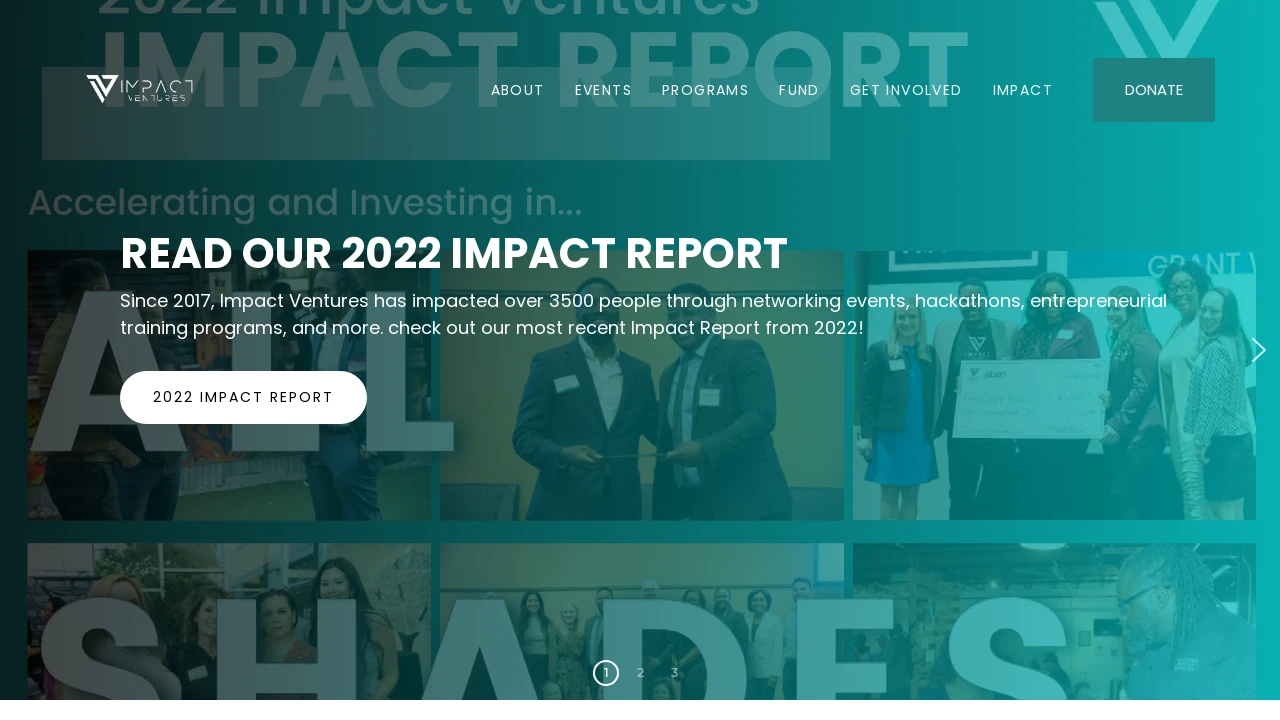 2022 Impact Ventures
IMPACT REPORT
IMPACT
VENTURES
ABOUT
EVENTS
PROGRAMS
FUND
GET INVOLVED
IMPACT
DONATE
Accelerating and Investing in...
READ OUR 2022 IMPACT REPORT
Since 2017, Impact Ventures has impacted over 3500 people through networking events, hackathons, entrepreneurial
training programs, and more. check out our most recent Impact Report from 2022!
2022 IMPACT REPORT
GRANT
IMPACT
ALL
SHADES
1
2
3